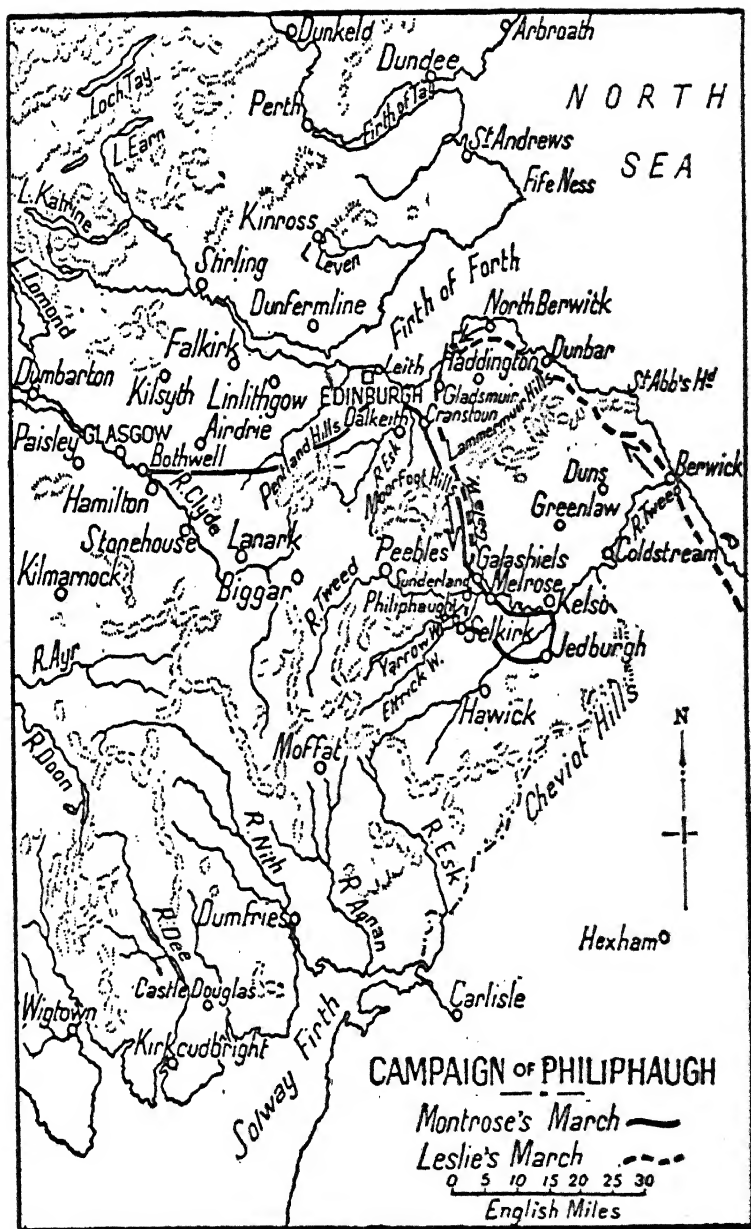 Dunkeld
Arbroath
Dundee
Loch Tay
Perth
Firth of Tay
NORTH
SEA
St Andrews
L. Earn
Fife Ness
L. Katrine
Kinross
L. Leven
Stirling
L. Lomond
Dunfermline
Firth of Forth
North Berwick
Falkirk
Leith
Haddington
Dunbar
Dumbarton
Kilsyth
Linlithgow
EDINBURGH
Gladsmuir
St Abb's Hd
Airdrie
Dalkeith
Cranstoun
Lammermuir Hills
Paisley
GLASGOW
Bothwell
Pentland Hills
R. Esk
Moorfoot Hills
Gala W.
Duns
Berwick
Hamilton
R. Clyde
Greenlaw
R. Tweed
Stonehouse
Lanark
Peebles
Galashiels
Coldstream
Kilmarnock
Biggar
R. Tweed
Sunderland
Melrose
Kelso
Philiphaugh
Selkirk
R. Ayr
Yarrow W.
Jedburgh
Ettrick W.
Hawick
R. Doon
Moffat
Cheviot Hills
N
R. Nith
R. Esk
R. Annan
Dumfries
Hexham
R. Dee
Castle Douglas
Carlisle
Wigtown
Kirkcudbright
Solway Firth
CAMPAIGN OF PHILIPHAUGH
Montrose's March
Leslie's March
0 5 10 15 20 25 30
English Miles